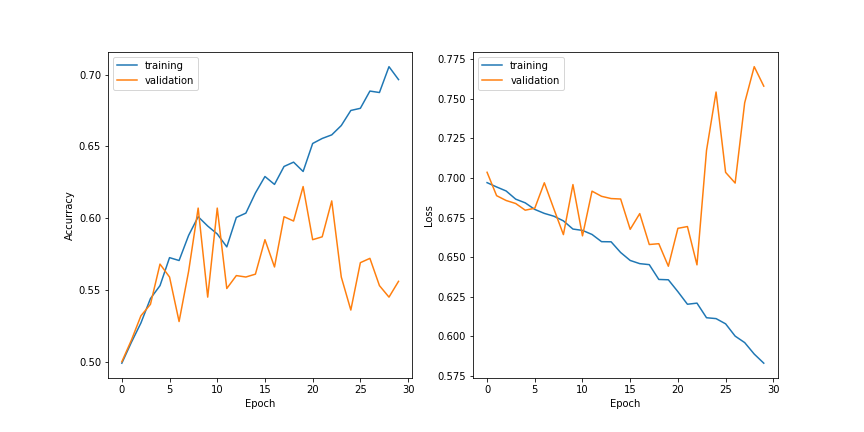 training
validation
0.70
0.65
0.60
0.55
0.50
Accurracy
0 5 10 15 20 25 30
Epoch
training
validation
0.775
0.750
0.725
0.700
0.675
0.650
0.625
0.600
0.575
Loss
0 5 10 15 20 25 30
Epoch